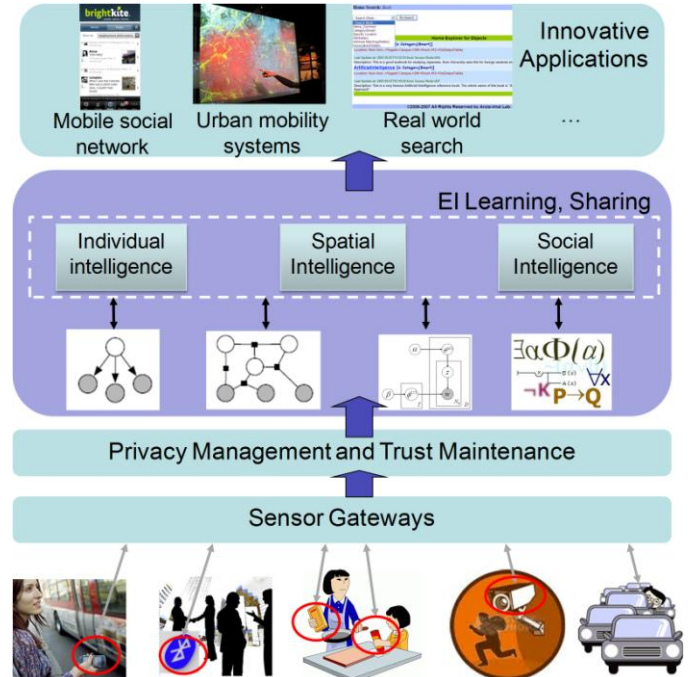 brightkite
Innovative
Applications
Mobile social
network
Urban mobility
systems
Real world
search
...
EI Learning, Sharing
Individual
intelligence
Spatial
Intelligence
Social
Intelligence
∃αΦ(α)
∀x
¬K P→Q
Privacy Management and Trust Maintenance
Sensor Gateways